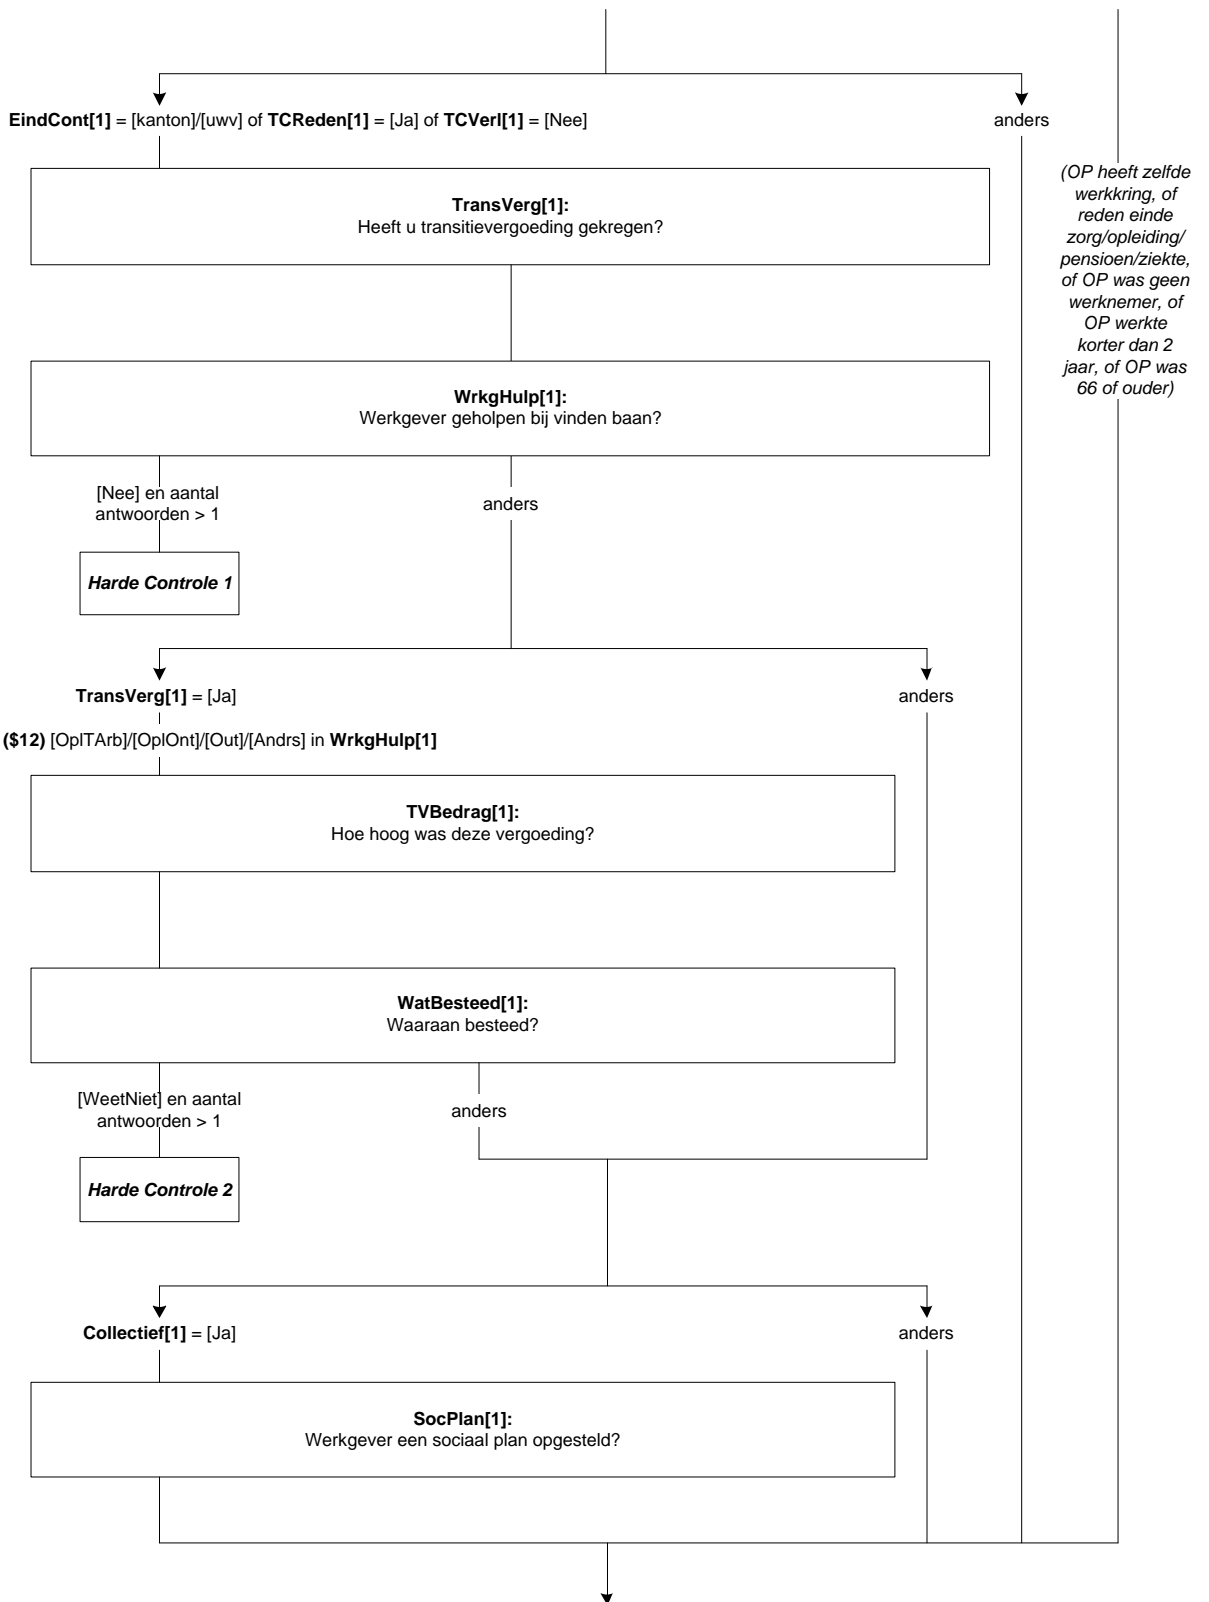 EindCont[1] = [kanton]/[uwv] of TCReden[1] = [Ja] of TCVerl[1] = [Nee]
anders
(OP heeft zelfde
werkkring, of
reden einde
zorg/opleiding/
pensioen/ziekte,
of OP was geen
werknemer, of
OP werkte
korter dan 2
jaar, of OP was
66 of ouder)
TransVerg[1]:
Heeft u transitievergoeding gekregen?
WrkgHulp[1]:
Werkgever geholpen bij vinden baan?
[Nee] en aantal
antwoorden > 1
anders
Harde Controle 1
TransVerg[1] = [Ja]
anders
($12) [OplTArb]/[OplOnt]/[Out]/[Andrs] in WrkgHulp[1]
TVBedrag[1]:
Hoe hoog was deze vergoeding?
WatBesteed[1]:
Waaraan besteed?
[WeetNiet] en aantal
antwoorden > 1
anders
Harde Controle 2
Collectief[1] = [Ja]
anders
SocPlan[1]:
Werkgever een sociaal plan opgesteld?